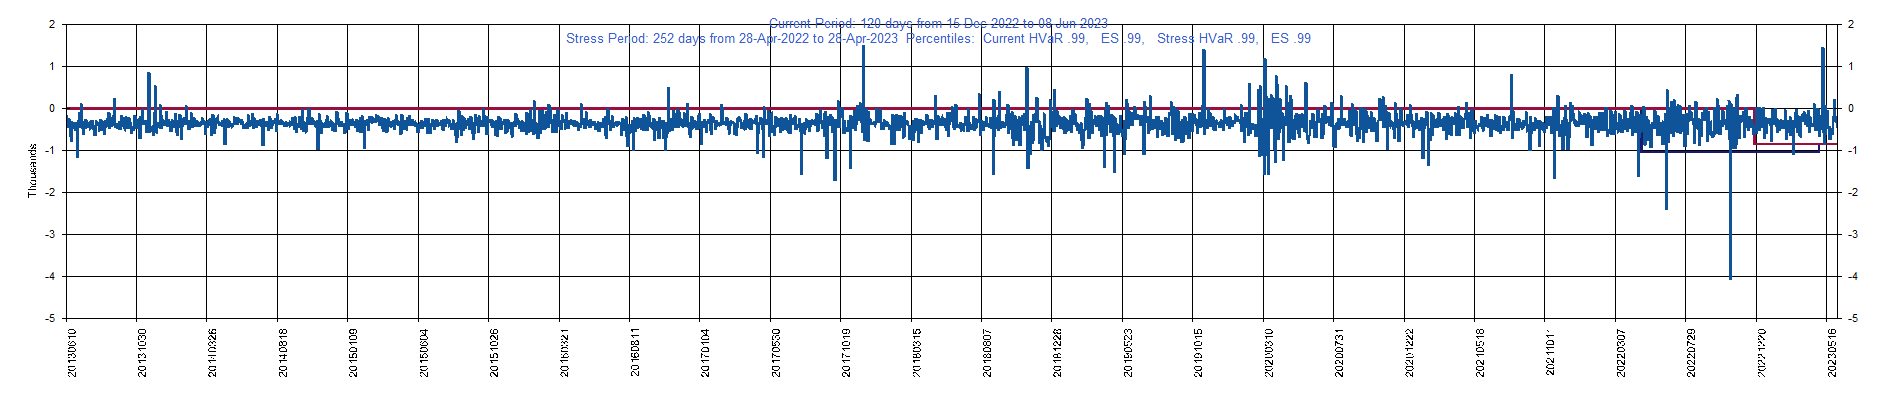 Current Period: 120 days from 15 Dec 2022 to 08 Jun 2023
Stress Period: 252 days from 28-Apr-2022 to 28-Apr-2023 Percentiles: Current HVaR .99, ES .99, Stress HVaR .99, ES .99
2 2
1 1
0 0
-1 -1
Thousands
-2 -2
-3 -3
-4 -4
-5 -5
20130610 20131030 20140326 20140818 20150109 20150604 20151026 20160321 20160811 20170104 20170530 20171019 20180315 20180807 20181228 20190523 20191015 20200310 20200731 20201222 20210518 20211011 20220307 20220729 20221220 20230516